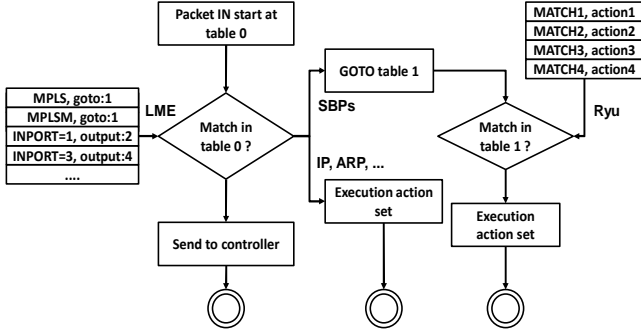 Packet IN start at
table 0
MATCH1, action1
MATCH2, action2
MATCH3, action3
MATCH4, action4
GOTO table 1
MPLS, goto:1
MPLSM, goto:1
INPORT=1, output:2
INPORT=3, output:4
....
LME
SBPs
Ryu
Match in
table 0 ?
Match in
table 1 ?
IP, ARP, ...
Execution action
set
Send to controller
Execution
action set